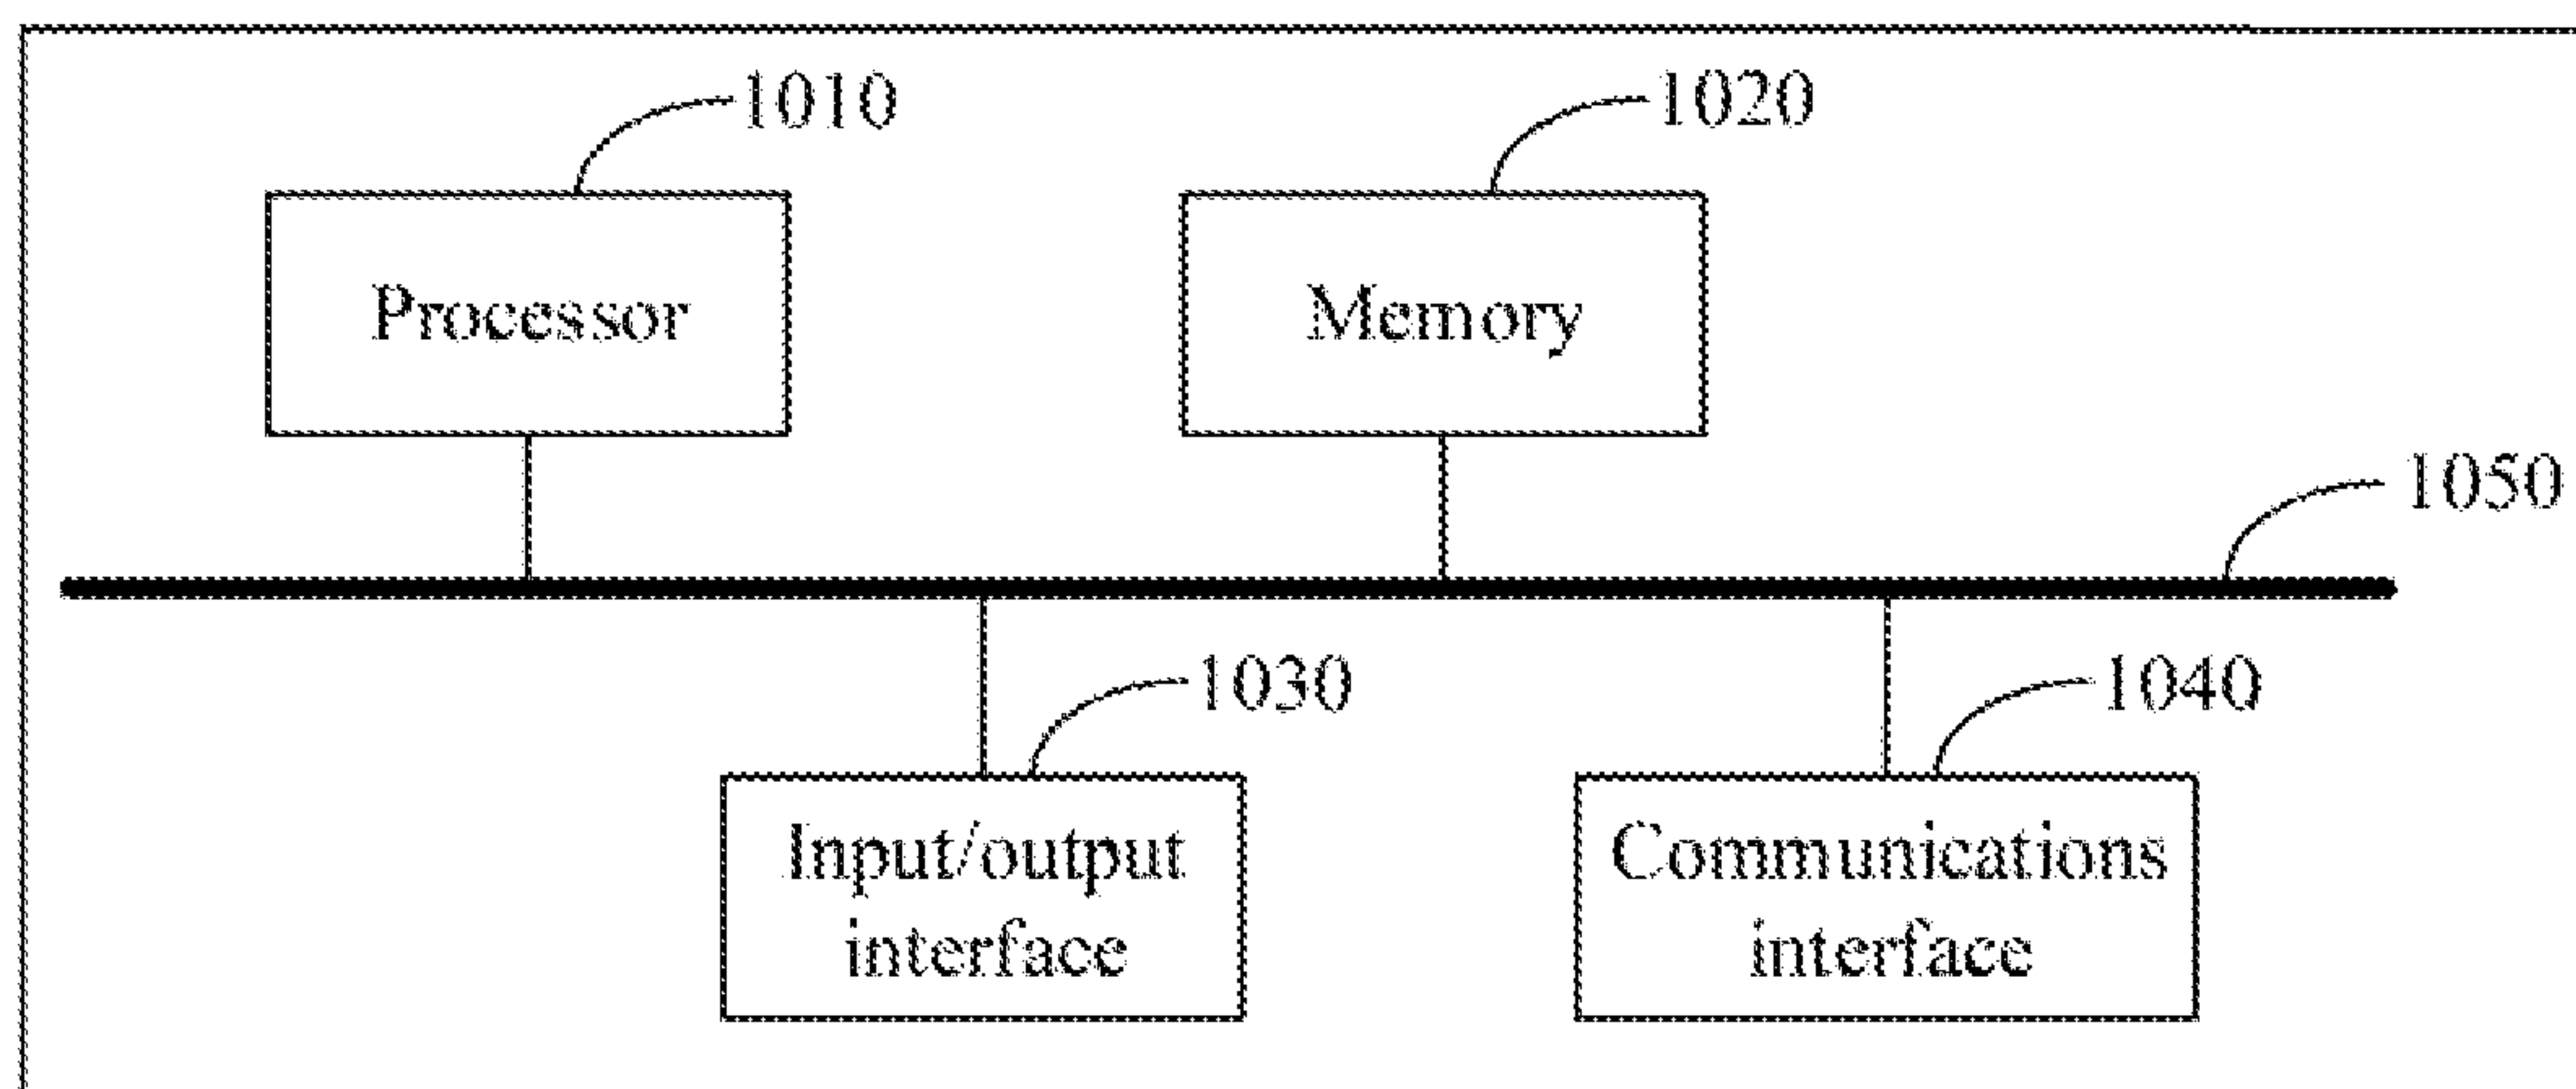 1010
1020
Processor
Memory
1050
1030
1040
Input/output
interface
Communications
interface